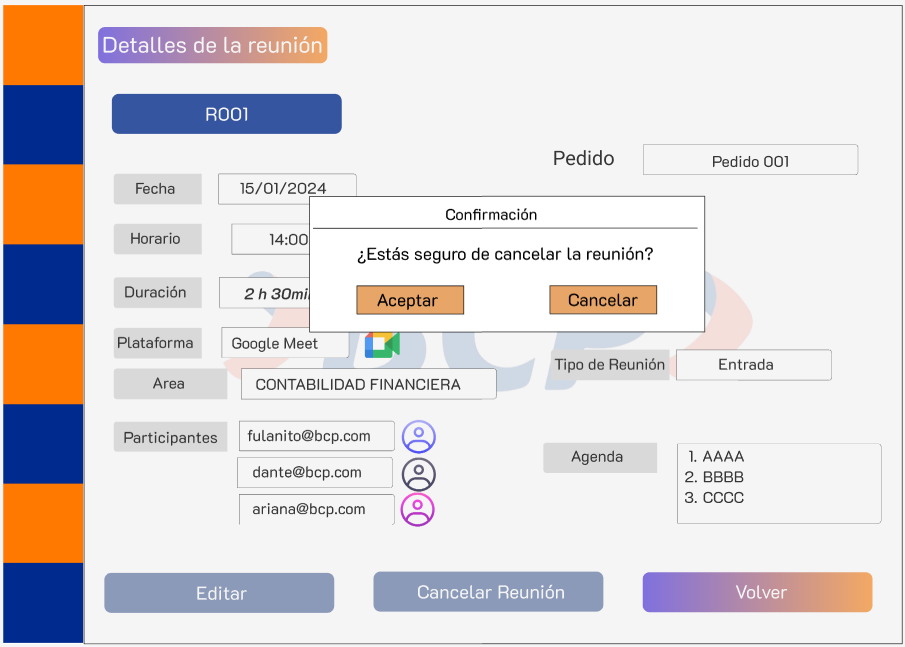 Detalles de la reunión
R001
Pedido
Pedido 001
Fecha
15/01/2024
Confirmación
Horario
14:00
¿Estás seguro de cancelar la reunión?
Duración
2 h 30mi
Aceptar
Cancelar
Plataforma
Google Meet
BCP
Tipo de Reunión
Entrada
Area
CONTABILIDAD FINANCIERA
Participantes
fulanito@bcp.com
dante@bcp.com
ariana@bcp.com
Agenda
1. AAAA
2. BBBB
3. CCCC
Editar
Cancelar Reunión
Volver